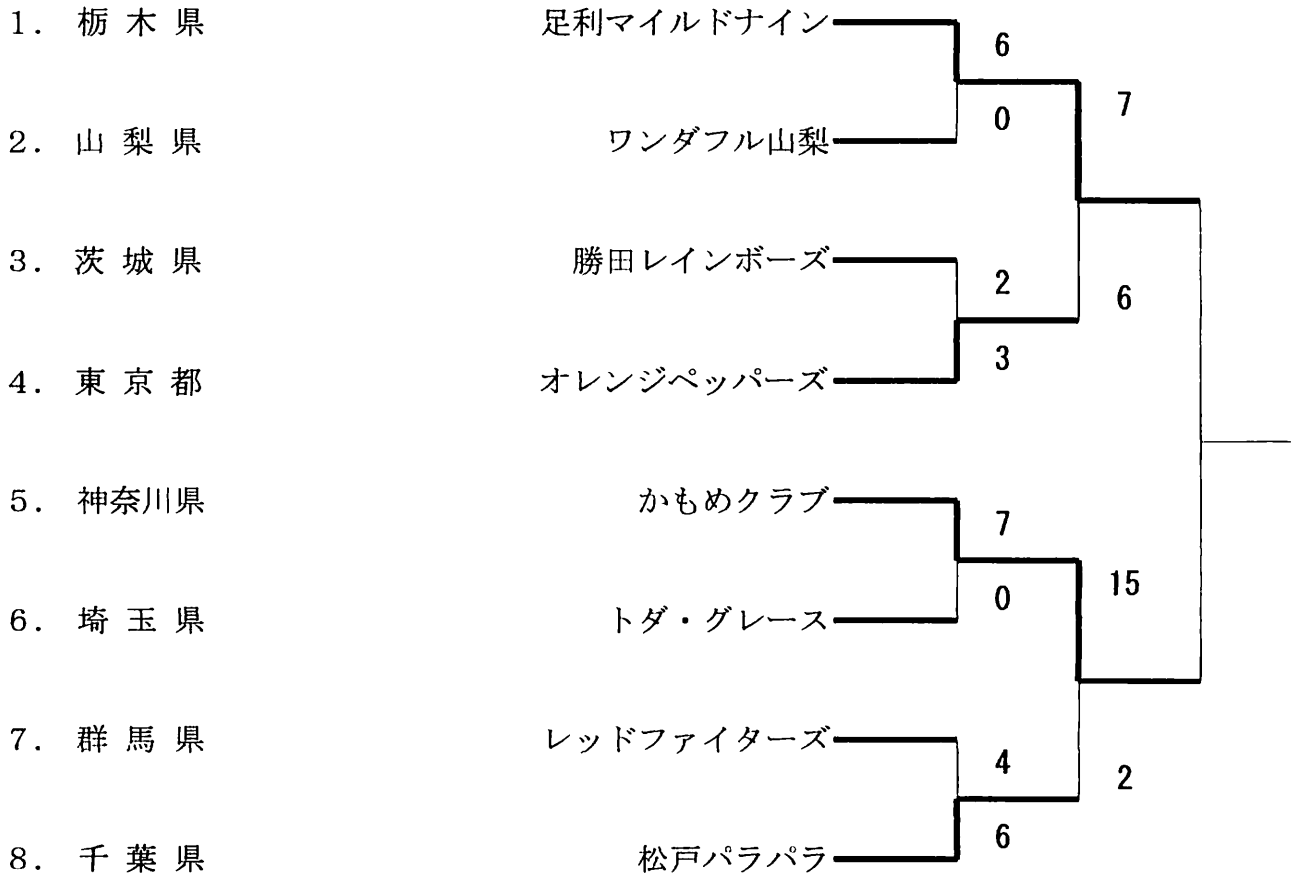 1. 栃木県 足利マイルドナイン
6
7
0
2. 山梨県 ワンダフル山梨
3. 茨城県 勝田レインボーズ
2
6
3
4. 東京都 オレンジペッパーズ
5. 神奈川県 かもめクラブ
7
15
0
6. 埼玉県 トダ・グレース
7. 群馬県 レッドファイターズ
4
2
6
8. 千葉県 松戸パラパラ